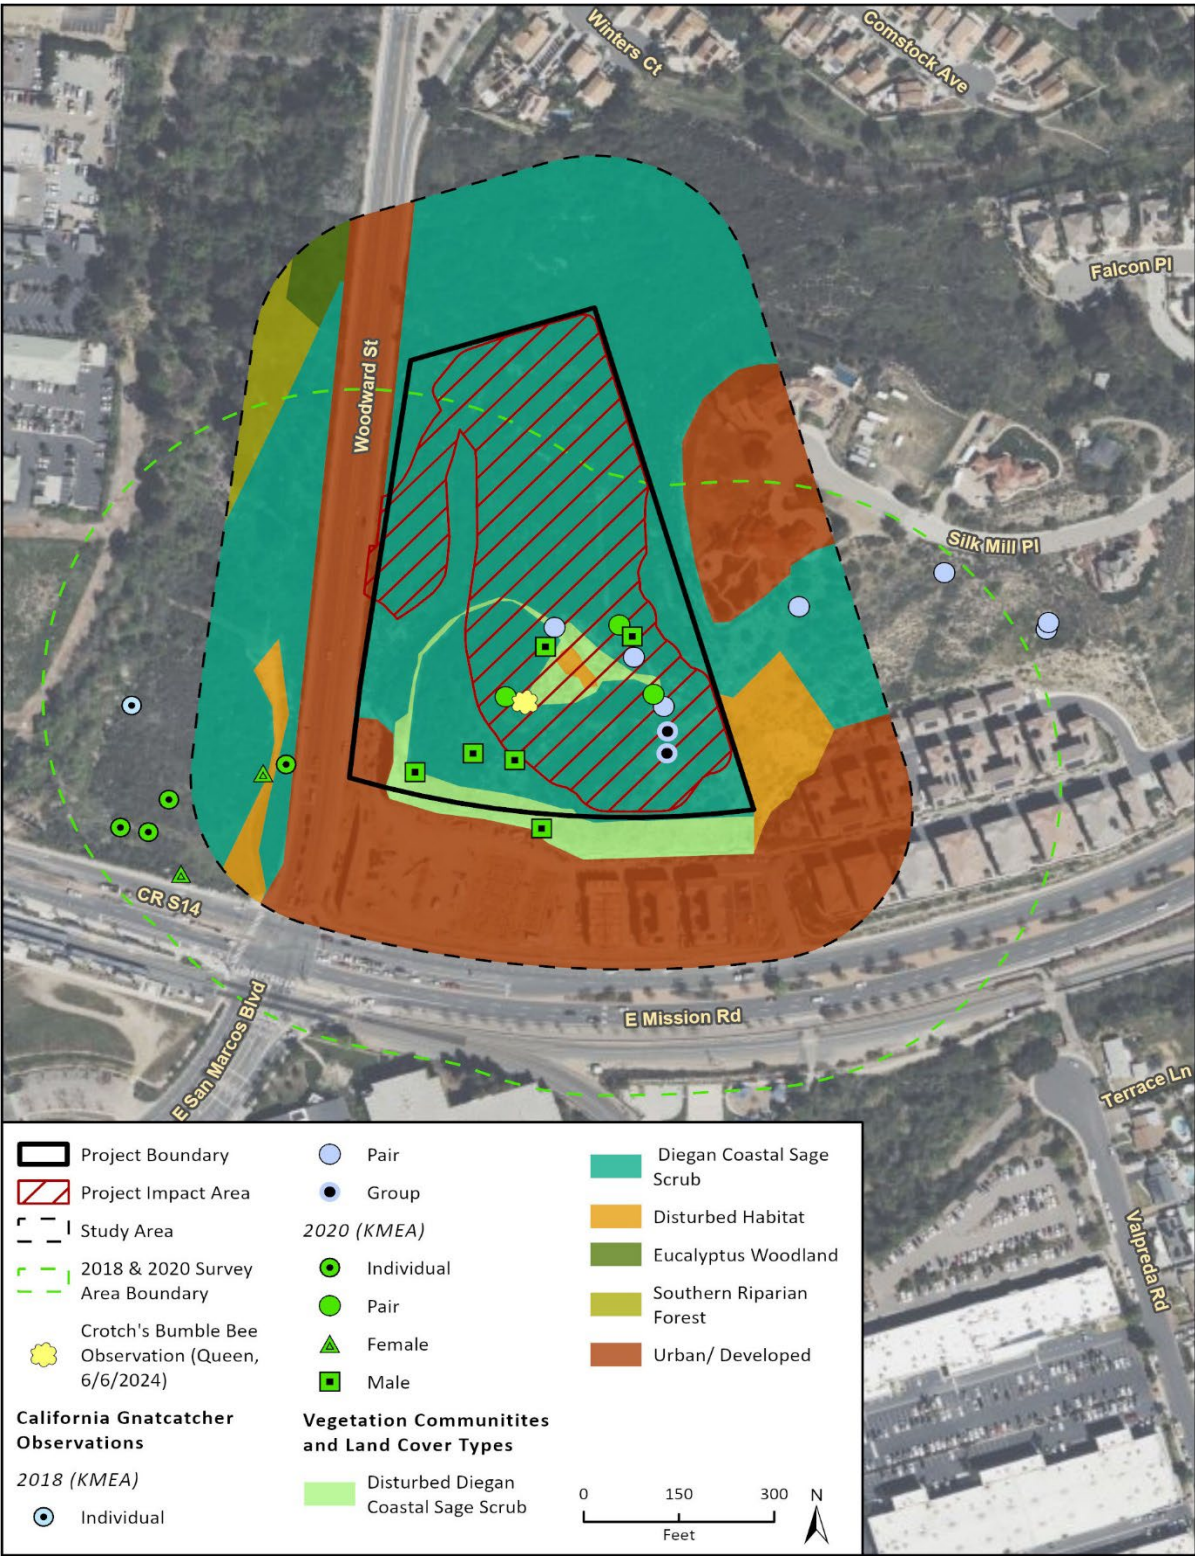 Winters Ct
Comstock Ave
Falcon Pl
Woodward St
Silk Mill Pl
CR S14
E San Marcos Blvd
E Mission Rd
Terrace Ln
Valpreda Rd
Project Boundary
Project Impact Area
Study Area
2018 & 2020 Survey
Area Boundary
Crotch's Bumble Bee
Observation (Queen,
6/6/2024)
California Gnatcatcher
Observations
2018 (KMEA)
Individual
Pair
Group
2020 (KMEA)
Individual
Pair
Female
Male
Vegetation Communitites
and Land Cover Types
Disturbed Diegan
Coastal Sage Scrub
Diegan Coastal Sage
Scrub
Disturbed Habitat
Eucalyptus Woodland
Southern Riparian
Forest
Urban/ Developed
0 150 300
Feet
N